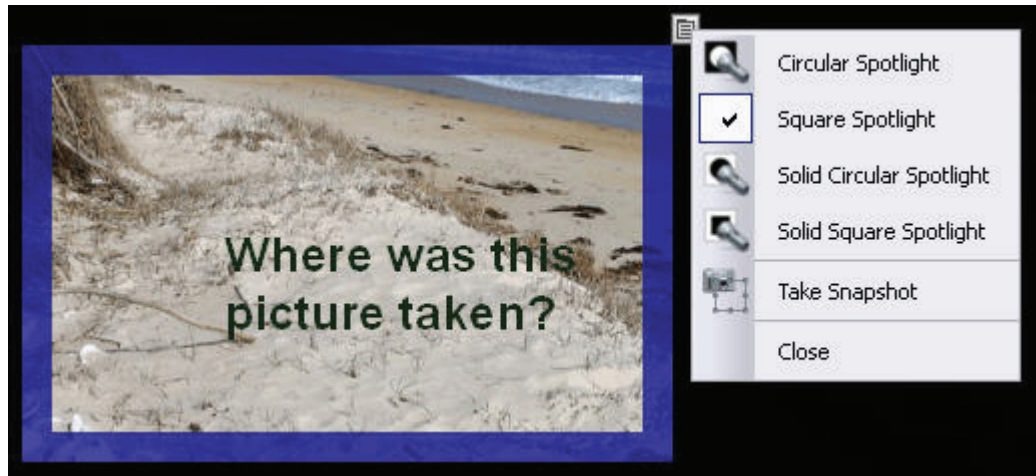 Where was this
picture taken?
Circular Spotlight
Square Spotlight
Solid Circular Spotlight
Solid Square Spotlight
Take Snapshot
Close